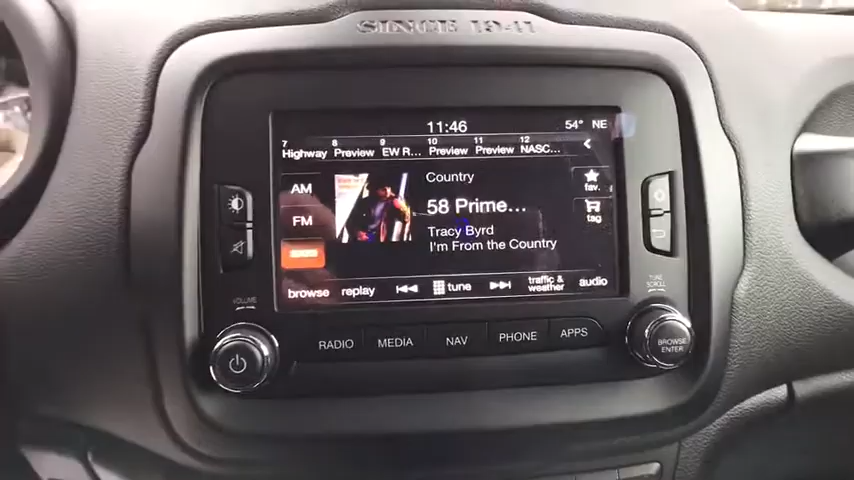 SINCE 1941
11:46 54° NE
7 8 9 10 11 12
Highway Preview EW R... Preview Preview NASC...
AM
Country
fav.
FM
58 Prime...
tag
Tracy Byrd
I'm From the Country
browse replay tune traffic & weather audio
VOLUME
TUNE
SCROLL
RADIO MEDIA NAV PHONE APPS
BROWSE
ENTER